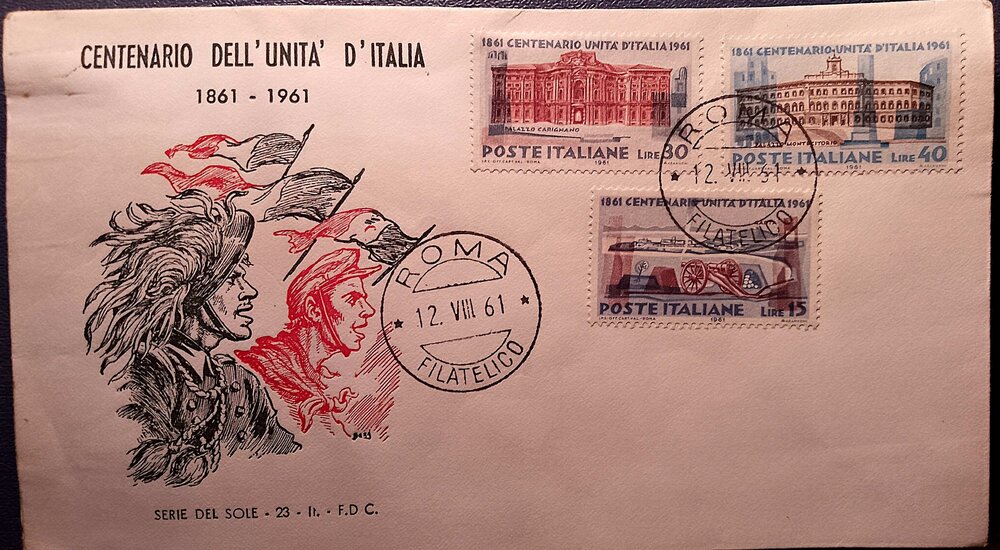 CENTENARIO DELL'UNITA' D'ITALIA
1861 - 1961
SERIE DEL SOLE - 23 - It. - F.D C.
ROMA
* 12. VIII. 61 *
FILATELICO
1861 CENTENARIO UNITA D'ITALIA 1961
PALAZZO CARIGNANO
POSTE ITALIANE LIRE 30
1961
1861 CENTENARIO UNITA D'ITALIA 1961
PALAZZO MONTECITORIO
POSTE ITALIANE LIRE 40
1961
ROMA
* 12. VIII. 61 *
FILATELICO
1861 CENTENARIO UNITA D'ITALIA 1961
POSTE ITALIANE LIRE 15
1961